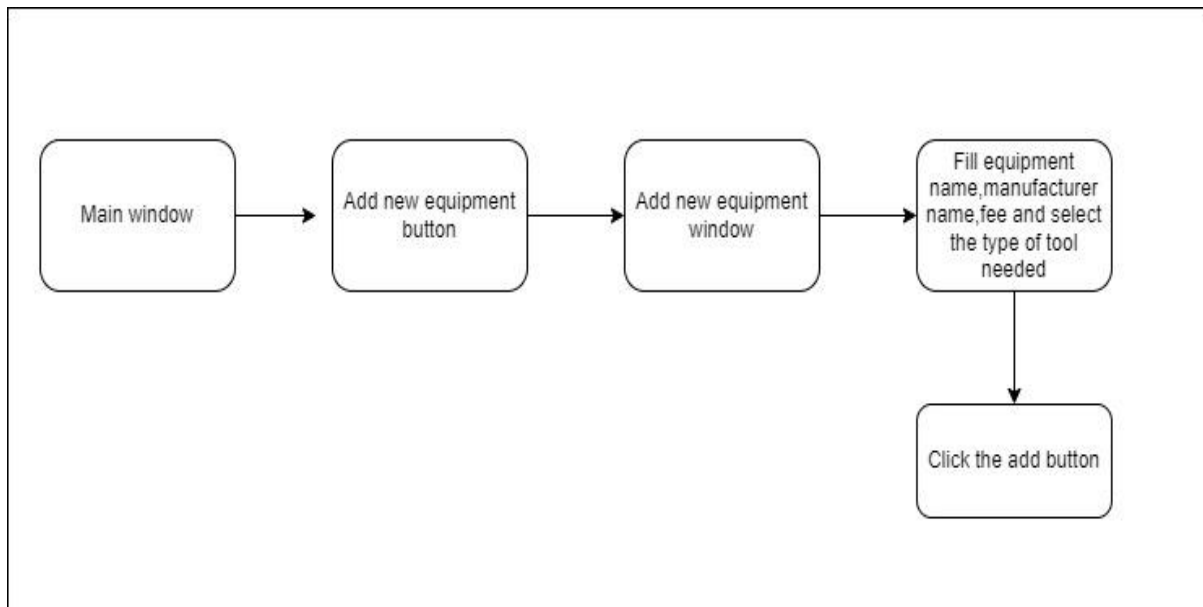 Main window
Add new equipment
button
Add new equipment
window
Fill equipment
name,manufacturer
name,fee and select
the type of tool
needed
Click the add button